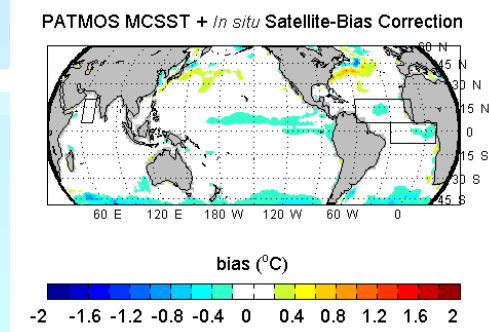 PATMOS MCSST + In situ Satellite-Bias Correction
60 N
45 N
30 N
15 N
0
15 S
30 S
45 S
60 E 120 E 180 W 120 W 60 W 0
bias (°C)
-2 -1.6 -1.2 -0.8 -0.4 0 0.4 0.8 1.2 1.6 2